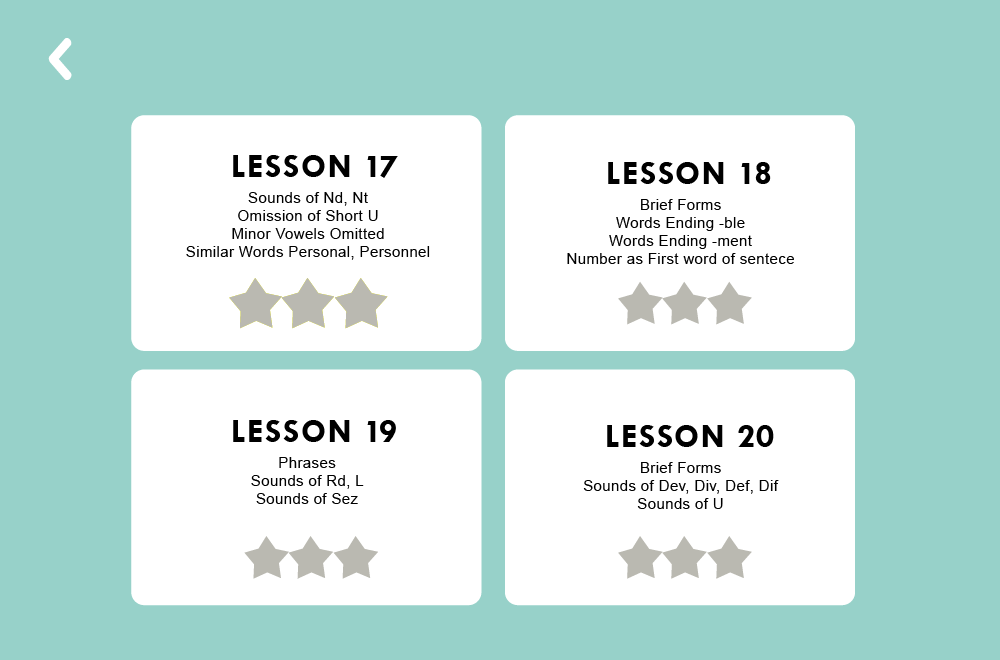 LESSON 17
Sounds of Nd, Nt
Omission of Short U
Minor Vowels Omitted
Similar Words Personal, Personnel
LESSON 18
Brief Forms
Words Ending -ble
Words Ending -ment
Number as First word of sentece
LESSON 19
Phrases
Sounds of Rd, L
Sounds of Sez
LESSON 20
Brief Forms
Sounds of Dev, Div, Def, Dif
Sounds of U